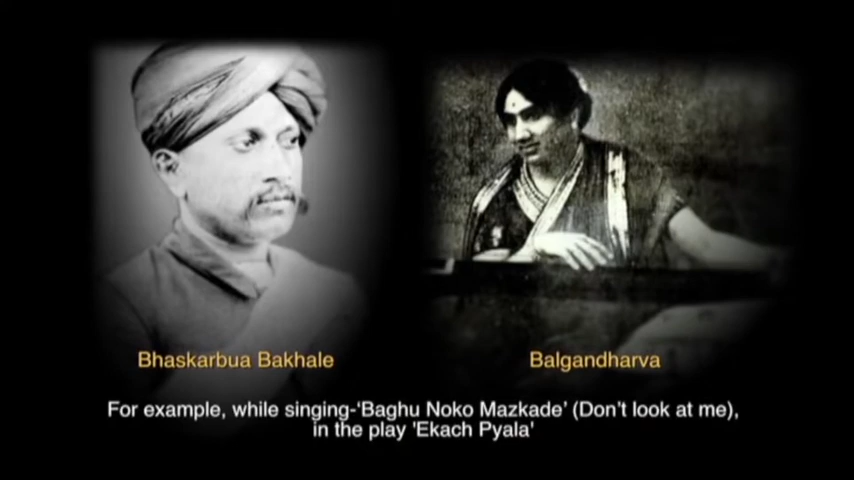 Bhaskarbua Bakhale
Balgandharva
For example, while singing-‘Baghu Noko Mazkade’ (Don't look at me),
in the play 'Ekach Pyala'